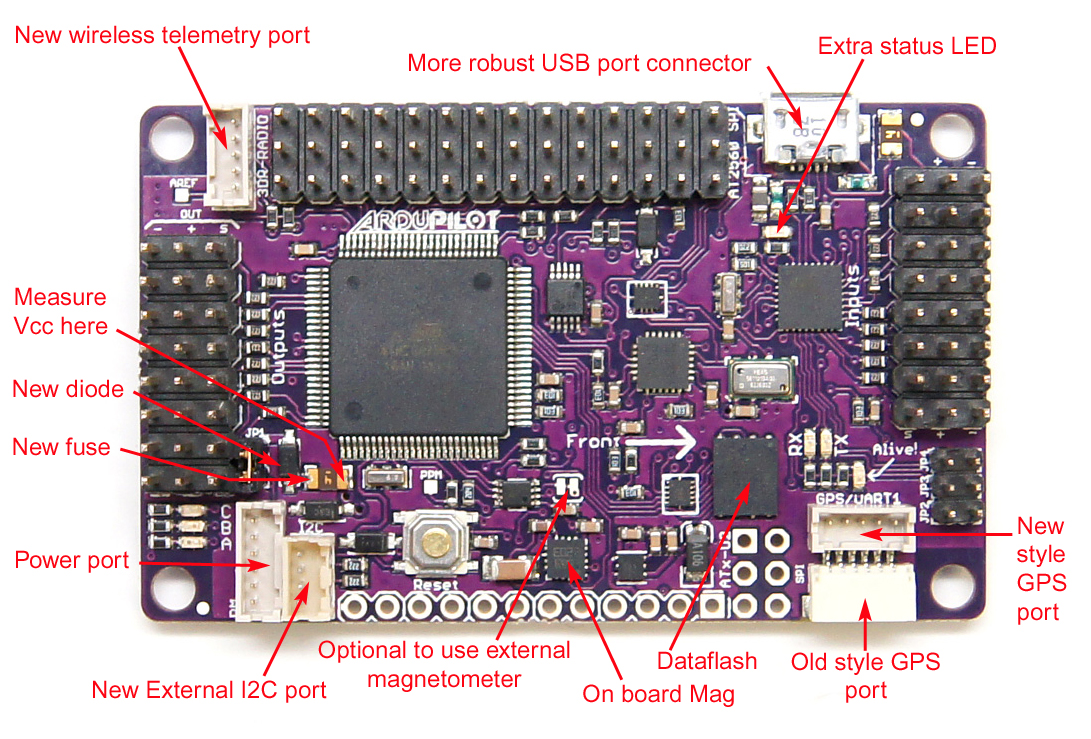 New wireless telemetry port
More robust USB port connector
Extra status LED
3DR-RADIO
AT2560 SPI
AREF
OUT
- + S
ARDUPILOT
+ -
Inputs
Outputs
Measure
Vcc here
New diode
New fuse
JP1
Front
PPM
I2C
RX
TX
Alive!
S + -
GPS/UART1
JP2 JP3 JP4
C
B
A
Power port
PM
Reset
SPI
New
style
GPS
port
New External I2C port
Optional to use external
magnetometer
On board Mag
Dataflash
Old style GPS
port